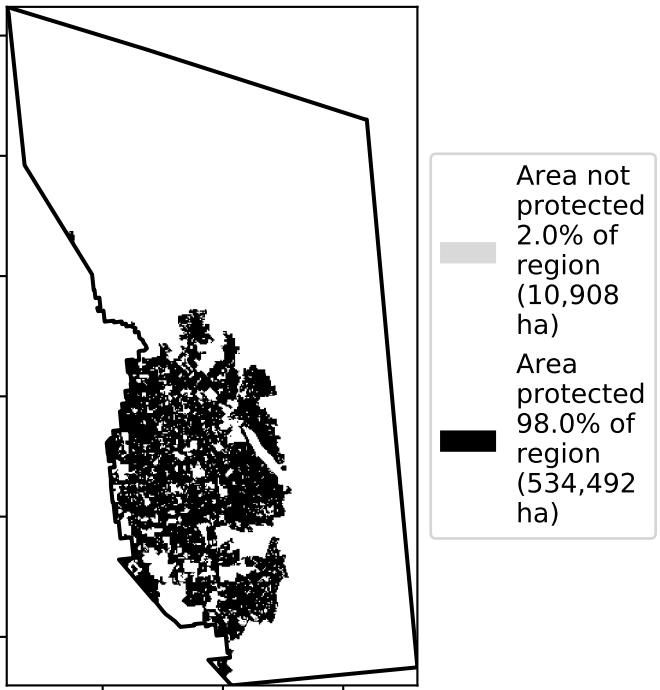 Area not
protected
2.0% of
region
(10,908
ha)
Area
protected
98.0% of
region
(534,492
ha)